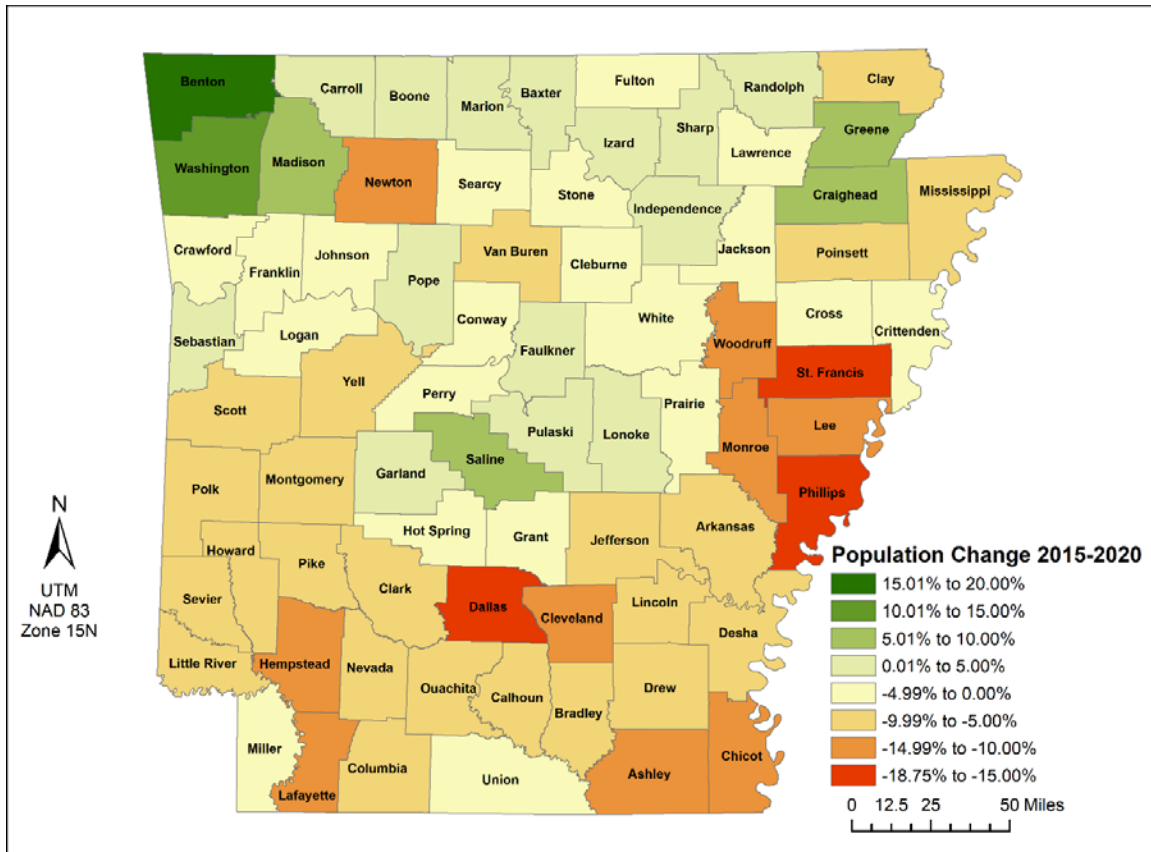 Benton
Carroll
Boone
Marion
Baxter
Fulton
Randolph
Clay
Sharp
Izard
Greene
Washington
Madison
Newton
Searcy
Stone
Lawrence
Independence
Craighead
Mississippi
Crawford
Franklin
Johnson
Pope
Van Buren
Cleburne
Jackson
Poinsett
Sebastian
Logan
Conway
Faulkner
White
Woodruff
Cross
Crittenden
Scott
Yell
Perry
Pulaski
Lonoke
Prairie
St. Francis
Lee
Monroe
Saline
Garland
Polk
Montgomery
Phillips
Hot Spring
Grant
Jefferson
Arkansas
Howard
Pike
Clark
Sevier
Dallas
Cleveland
Lincoln
Desha
Little River
Hempstead
Nevada
Ouachita
Calhoun
Bradley
Drew
Miller
Lafayette
Columbia
Union
Ashley
Chicot
N
UTM
NAD 83
Zone 15N
Population Change 2015-2020
15.01% to 20.00%
10.01% to 15.00%
5.01% to 10.00%
0.01% to 5.00%
-4.99% to 0.00%
-9.99% to -5.00%
-14.99% to -10.00%
-18.75% to -15.00%
0 12.5 25 50 Miles